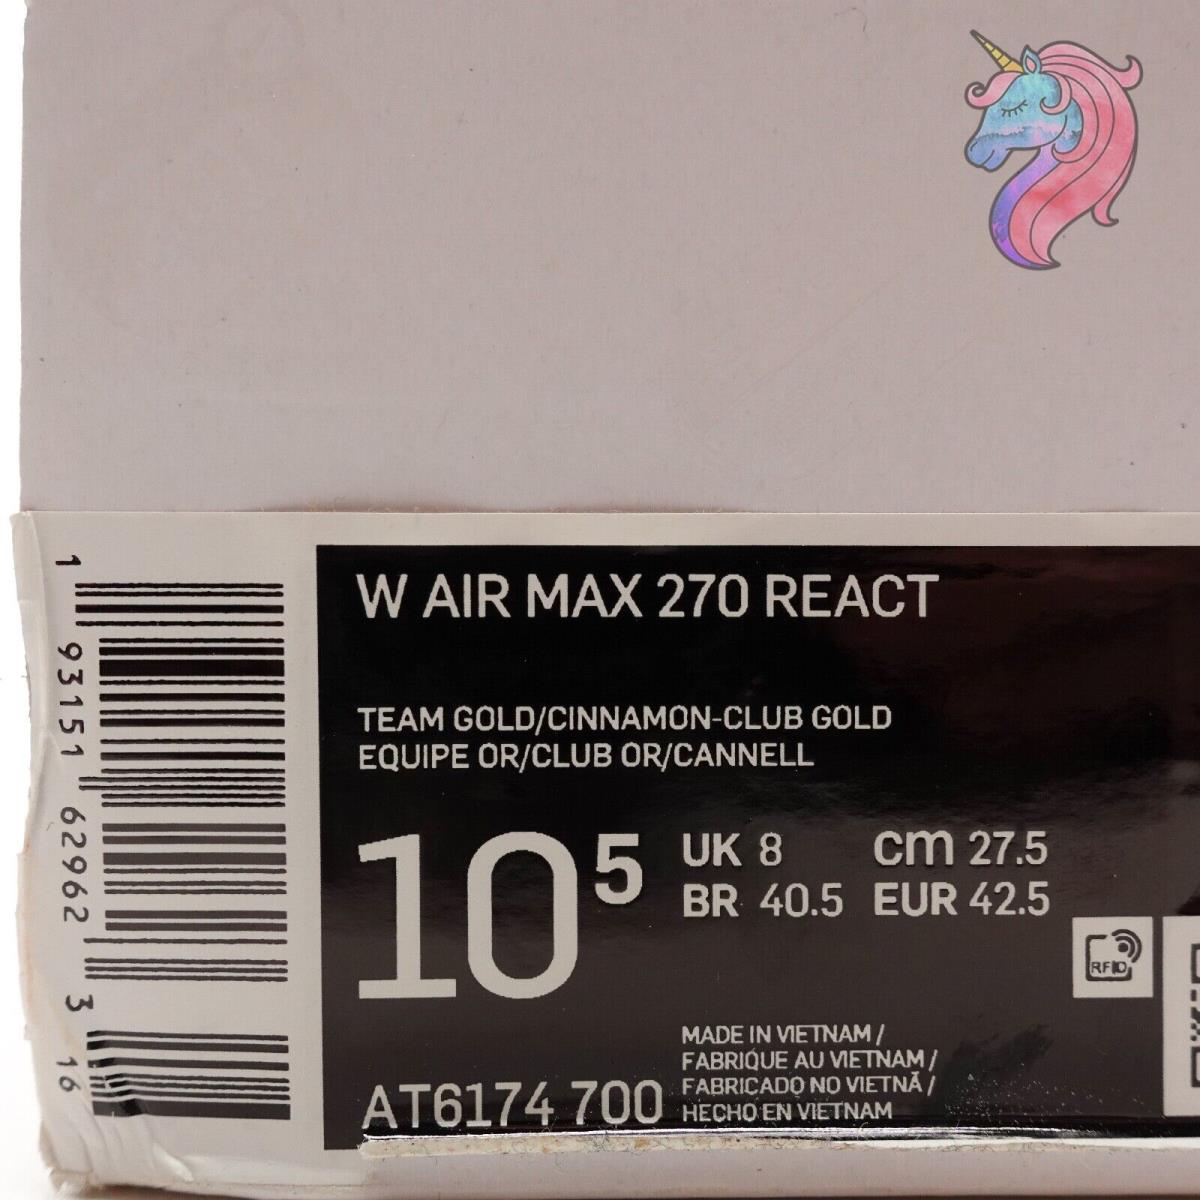 W AIR MAX 270 REACT
TEAM GOLD/CINNAMON-CLUB GOLD
EQUIPE OR/CLUB OR/CANNELL
10⁵
UK 8
BR 40.5
cm 27.5
EUR 42.5
RFID
MADE IN VIETNAM /
FABRIQUE AU VIETNAM /
FABRICADO NO VIETNÃ /
HECHO EN VIETNAM
AT6174 700
1 93151 62962 3 16